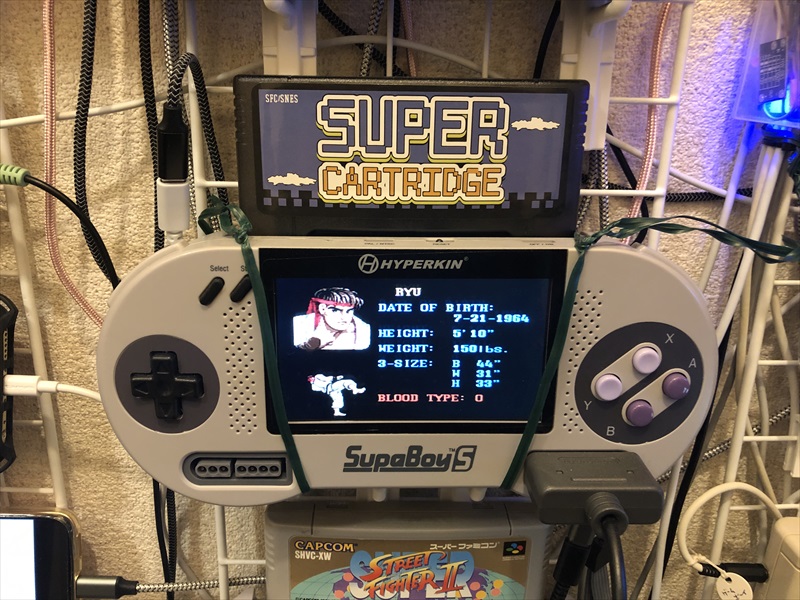 SFC/SNES
SUPER
CARTRIDGE
HYPERKIN
Select
RYU
DATE OF BIRTH:
7-21-1964
HEIGHT: 5'10"
WEIGHT: 150lbs.
3-SIZE: B 44"
W 31"
H 33"
BLOOD TYPE: O
X
A
Y
B
SUPABOY S
CAPCOM
SHVC-XW
スーパーファミコン
SUPER
STREET
FIGHTER II